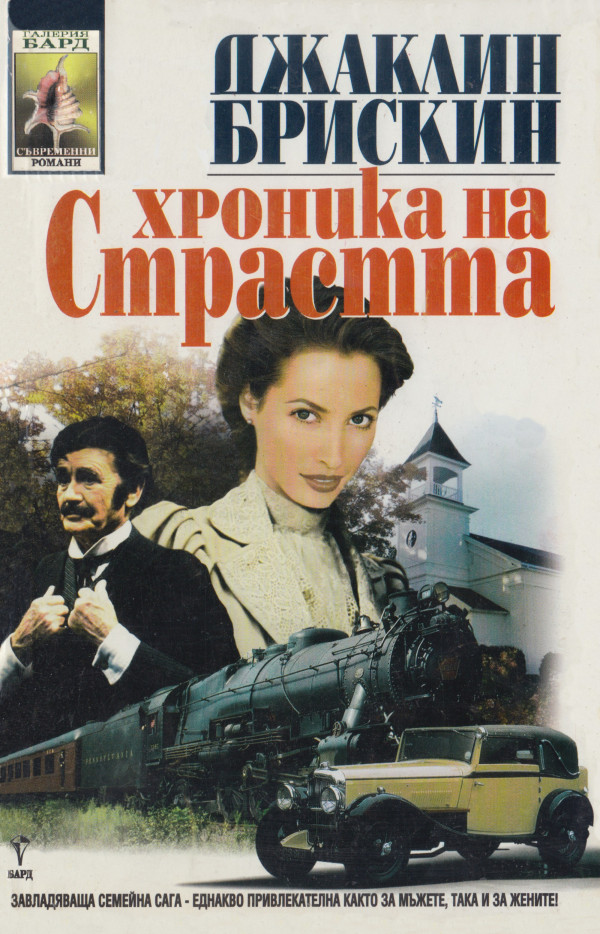 ГАЛЕРИЯ
БАРД
СЪВРЕМЕННИ
РОМАНИ
ДЖАКЛИН
БРИСКИН
ХРОНИКА НА
СТРАСТТА
PENNSYLVANIA
БАРД
ЗАВЛАДЯВАЩА СЕМЕЙНА САГА - ЕДНАКВО ПРИВЛЕКАТЕЛНА КАКТО ЗА МЪЖЕТЕ, ТАКА И ЗА ЖЕНИТЕ!